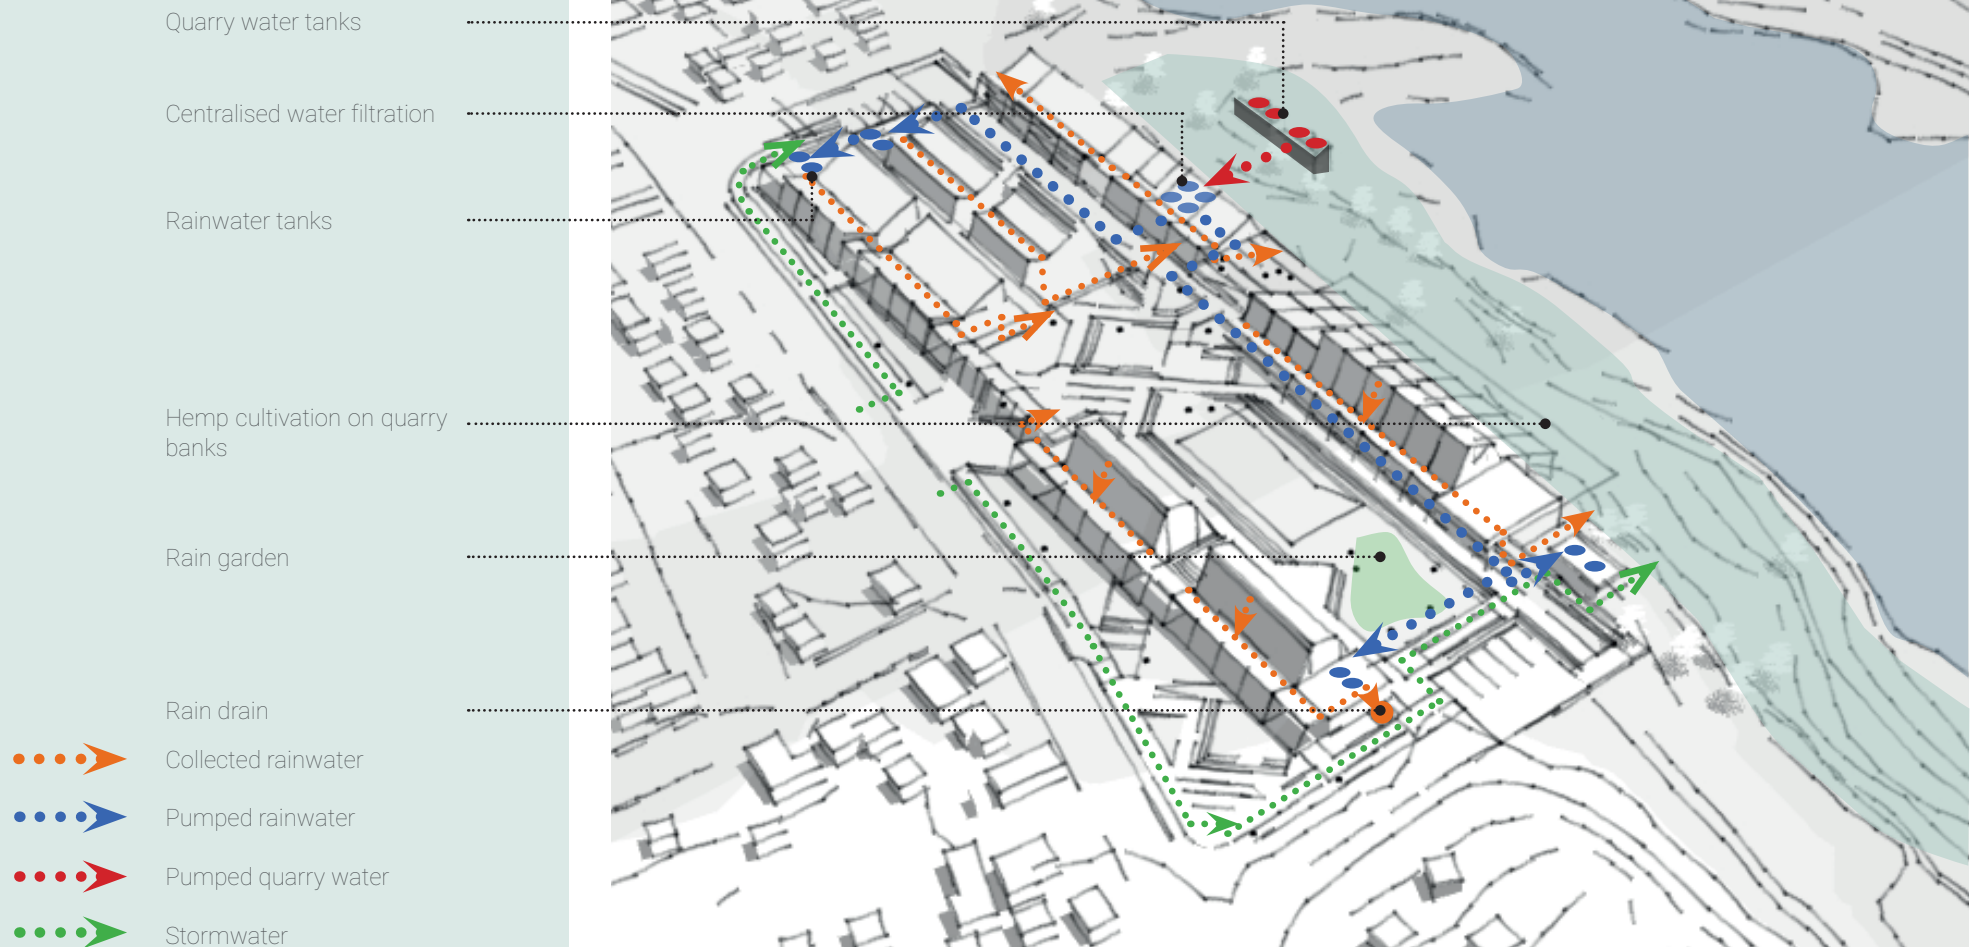 Quarry water tanks
Centralised water filtration
Rainwater tanks
Hemp cultivation on quarry
banks
Rain garden
Rain drain
Collected rainwater
Pumped rainwater
Pumped quarry water
Stormwater